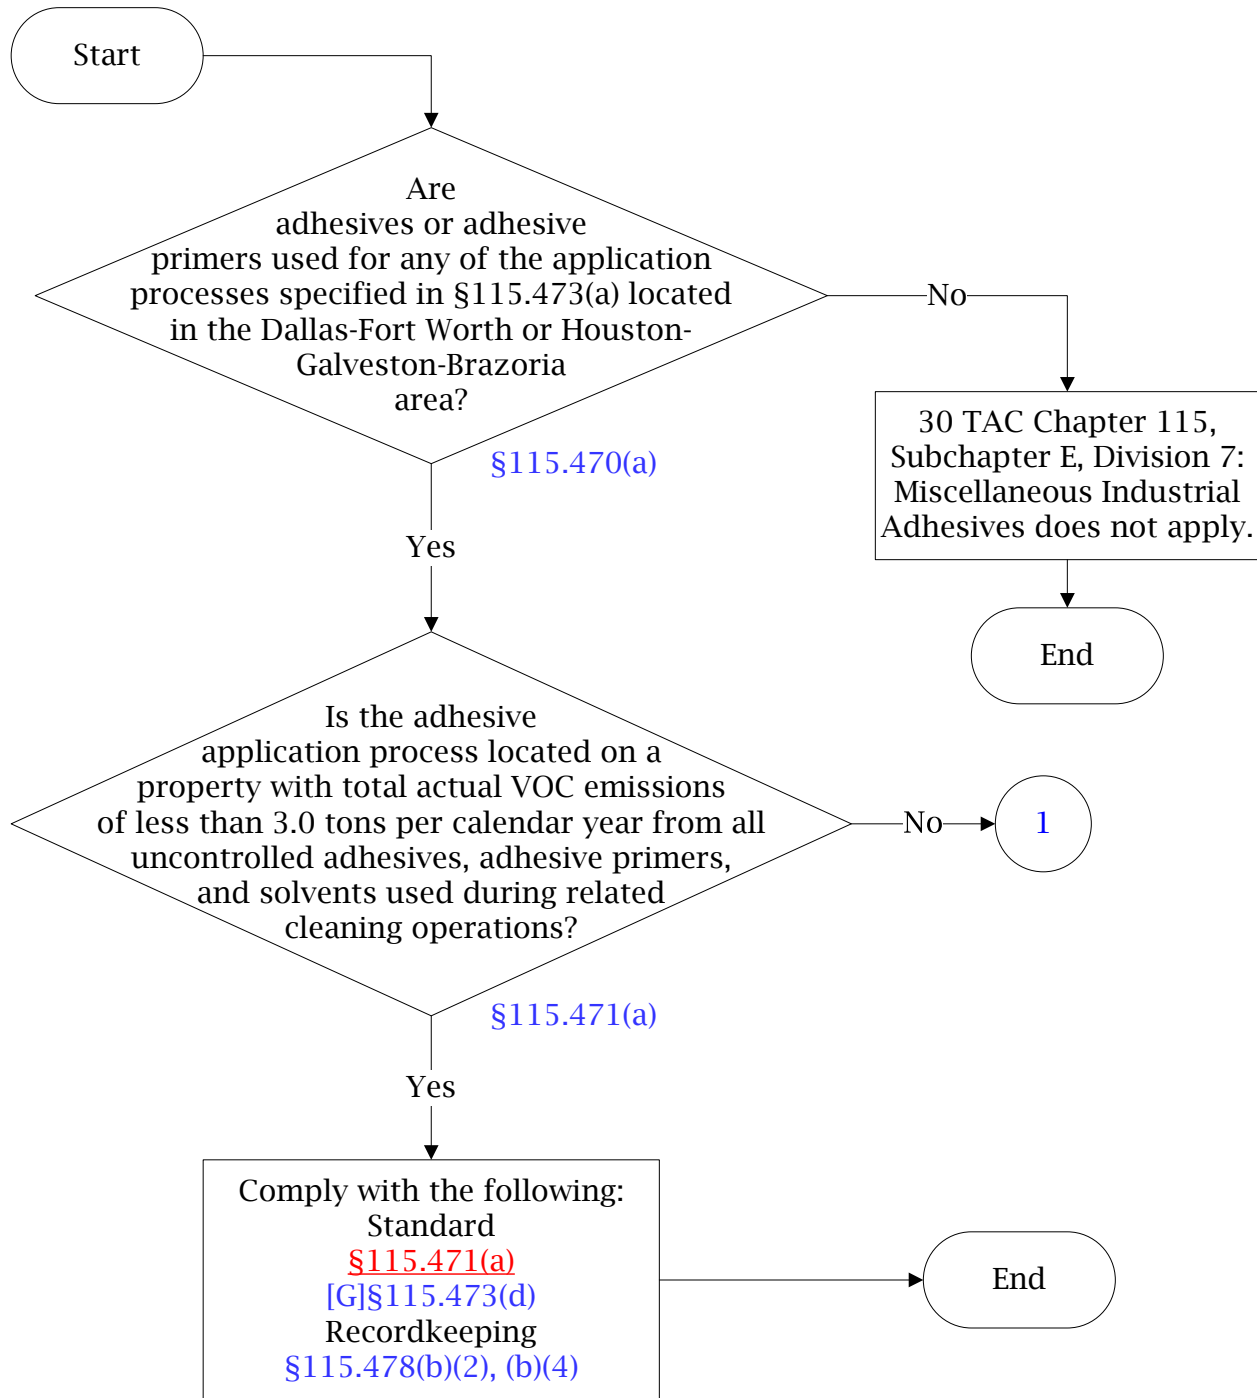 Start
Are
adhesives or adhesive
primers used for any of the application
processes specified in §115.473(a) located
in the Dallas-Fort Worth or Houston-
Galveston-Brazoria
area?
No
§115.470(a)
30 TAC Chapter 115,
Subchapter E, Division 7:
Miscellaneous Industrial
Adhesives does not apply.
Yes
End
Is the adhesive
application process located on a
property with total actual VOC emissions
of less than 3.0 tons per calendar year from all
uncontrolled adhesives, adhesive primers,
and solvents used during related
cleaning operations?
No
1
§115.471(a)
Yes
Comply with the following:
Standard
§115.471(a)
[G]§115.473(d)
Recordkeeping
§115.478(b)(2), (b)(4)
End